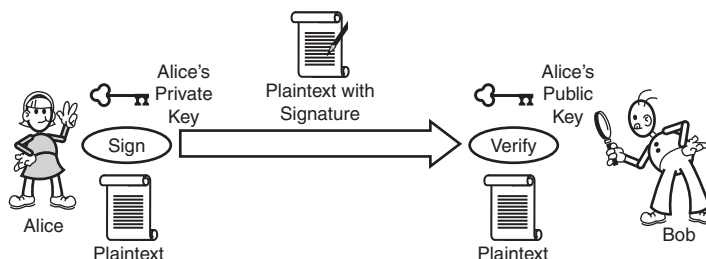 Alice's
Private
Key
Plaintext with
Signature
Alice's
Public
Key
Sign
Verify
Alice
Plaintext
Plaintext
Bob